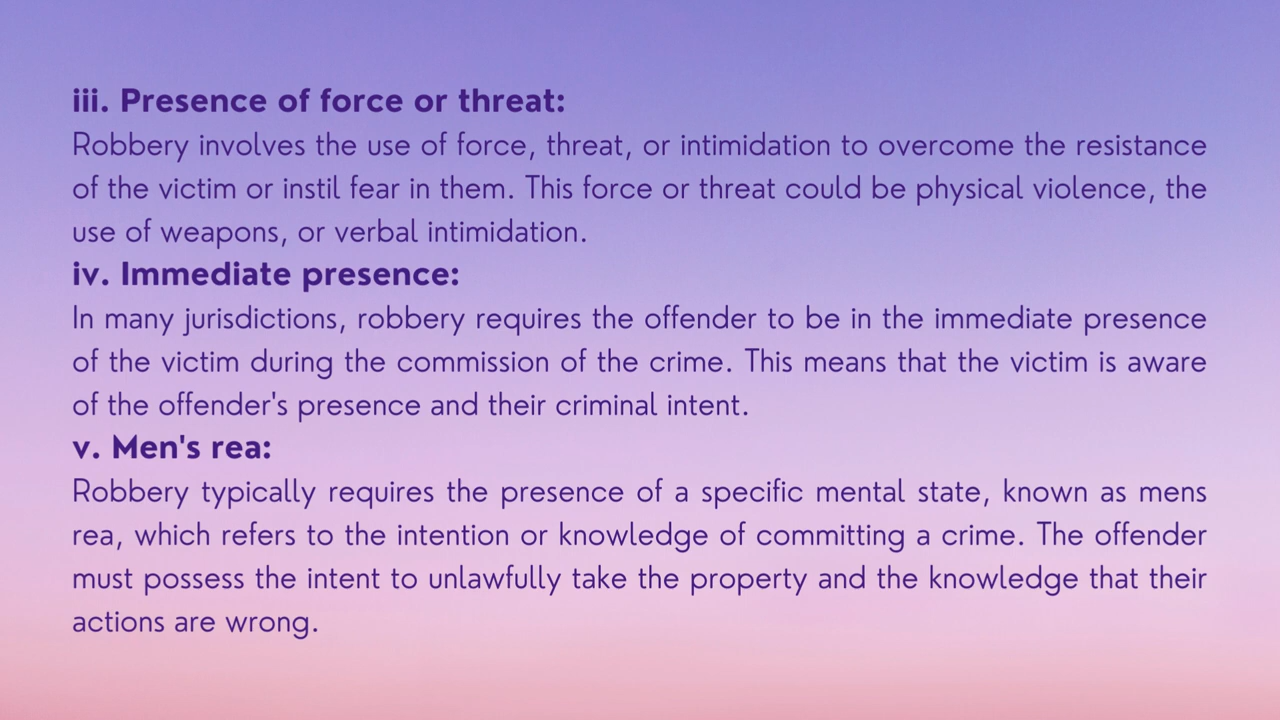 iii. Presence of force or threat:
Robbery involves the use of force, threat, or intimidation to overcome the resistance
of the victim or instil fear in them. This force or threat could be physical violence, the
use of weapons, or verbal intimidation.
iv. Immediate presence:
In many jurisdictions, robbery requires the offender to be in the immediate presence
of the victim during the commission of the crime. This means that the victim is aware
of the offender's presence and their criminal intent.
v. Men's rea:
Robbery typically requires the presence of a specific mental state, known as mens
rea, which refers to the intention or knowledge of committing a crime. The offender
must possess the intent to unlawfully take the property and the knowledge that their
actions are wrong.